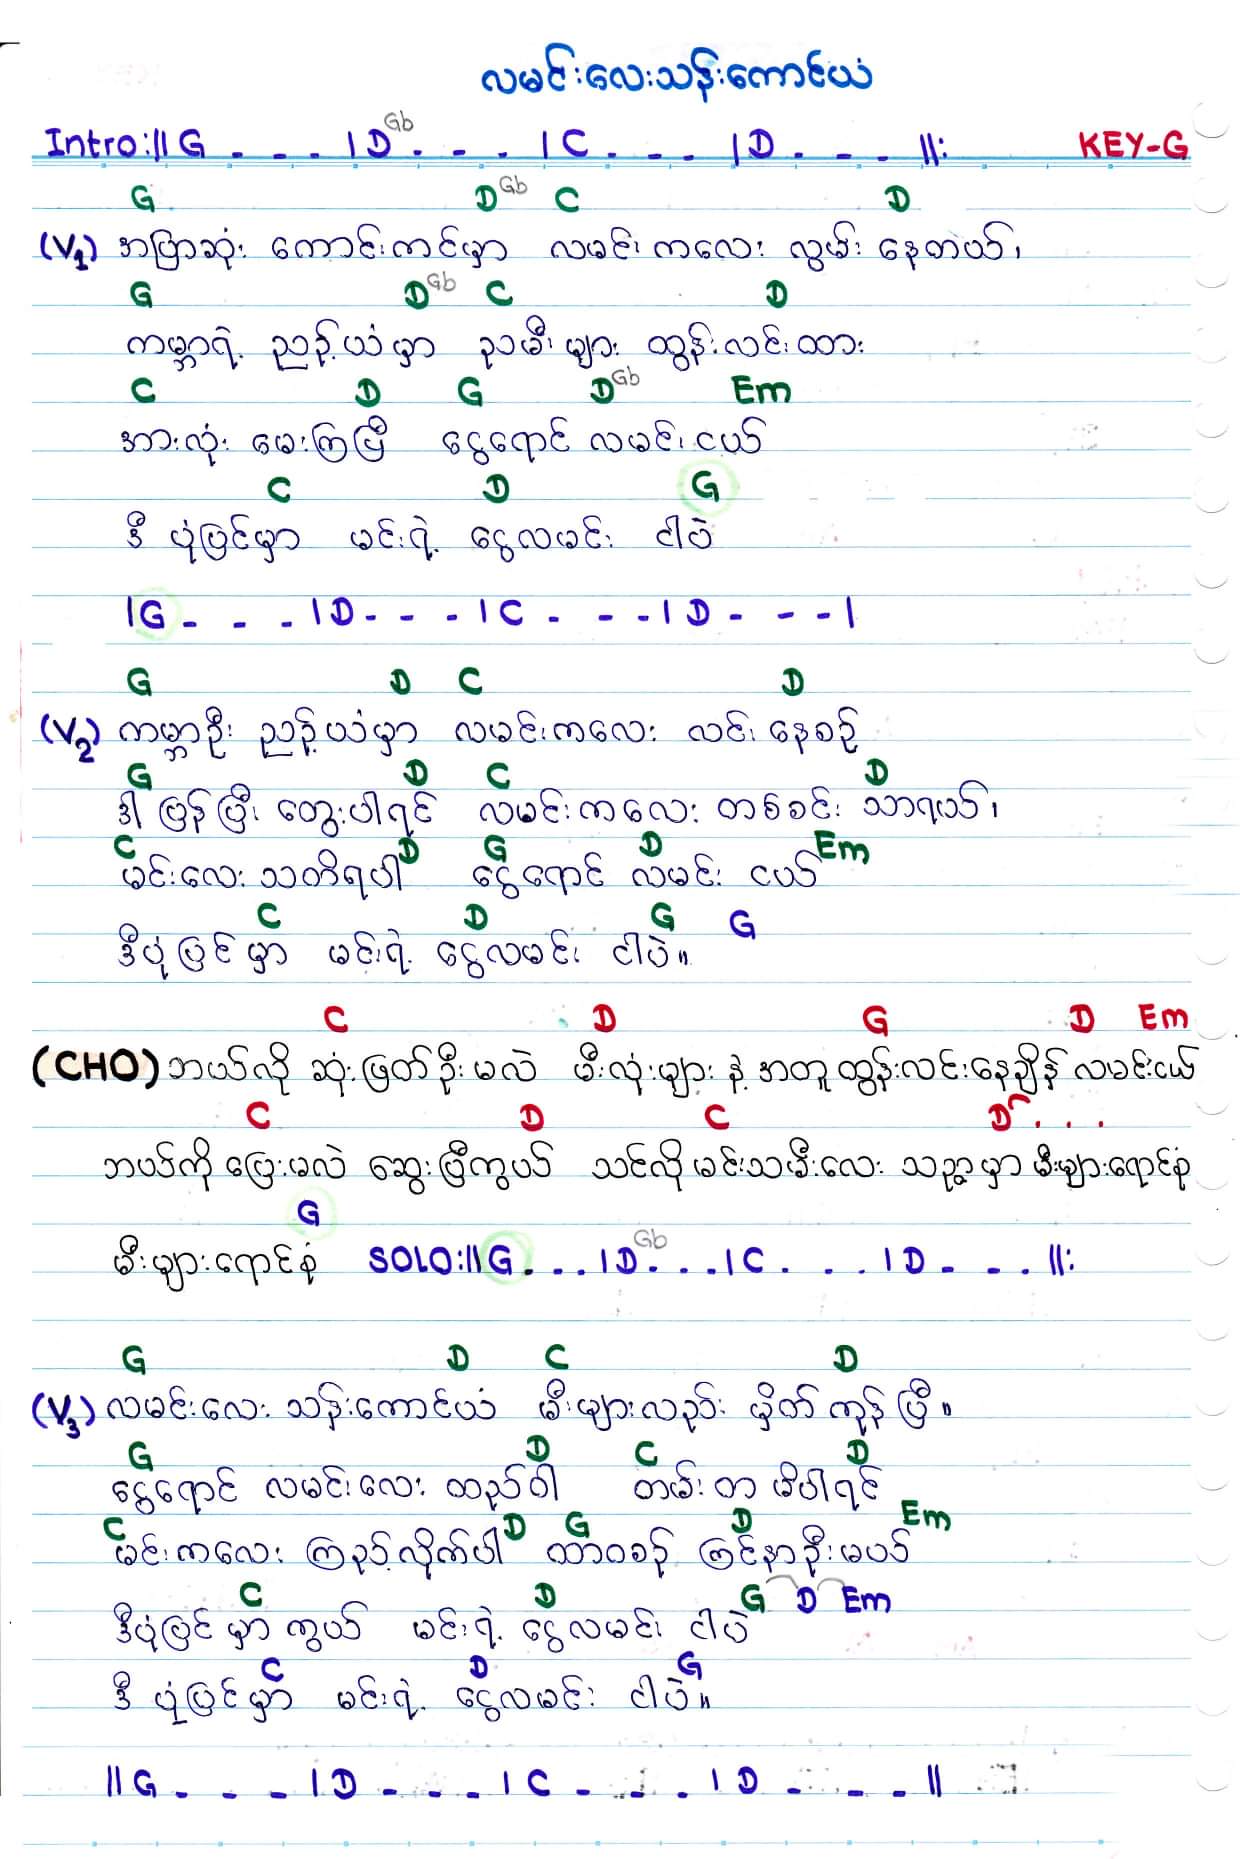 လမင်းလေးသန်းကောင်ယံ
Intro:|| G . - - . | D Gb . - - . | C . - - - | D . - - - ||:
KEY-G
G D Gb C D
(V1) အပြာဆုံး ကောင်းကင်မှာ လမင်းကလေး လွမ်းနေတယ်၊
G D Gb C D
ကမ္ဘာရဲ့ ညဉ့်ယံမှာ ညမီးများ ထွန်းလင်းထား
C D G D Gb Em
အားလုံး မေ့ကြပြီ ငွေရောင် လမင်းငယ်
C D G
ဒီ ပုံပြင်မှာ မင်းရဲ့ ငွေလမင်း ငါပဲ
| G - - - . | D - - - . | C - - - - | D - - - - |
G D C D
(V2) ကမ္ဘာဦး ညဉ့်ယံမှာ လမင်းကလေး လင်းနေစဉ်
G D C D
ဒါ ပြန်ပြီး တွေးပါရင် လမင်းကလေး တစ်စင်း သာရယ်၊
C D G D Em
မင်းလေး သတိရပါ ငွေရောင် လမင်း ငယ်
C D G G
ဒီပုံပြင်မှာ မင်းရဲ့ ငွေလမင်း ငါပဲ။
C D G D Em
(CHO) ဘယ်လို ဆုံးဖြတ်ဦးမလဲ မီးလုံးများ နဲ့ အတူထွန်းလင်းနေချိန် လမင်းငယ်
C D C D . . .
ဘယ်ကို ပြေးမလဲ ဆွေးပြီကွယ် သင်လို မင်းသမီးလေး သညာမှာ မီးများရောင်စုံ
G
မီးများရောင်စုံ SOLO:|| G . . . | D Gb . . . | C . . . . | D . . . . ||:
G D C D
(V3) လမင်းလေး သန်းကောင်ယံ မီးများလည်း မှိတ်ကုန်ပြီ။
G D C D
ငွေရောင် လမင်းလေး ထည်ဝါ တမ်းတ မိပါရင်
C D G D Em
မင်းကလေး ကြည့်လိုက်ပါ ထာဝစဉ် ကြင်နာဦးမယ်
C D G D Em
ဒီပုံပြင်မှာ ကွယ် မင်းရဲ့ ငွေလမင်း ငါပဲ
C D G
ဒီ ပုံပြင်မှာ မင်းရဲ့ ငွေလမင်း ငါပဲ။
|| G . - - - | D - - - . | C - . - . | D - - - - ||